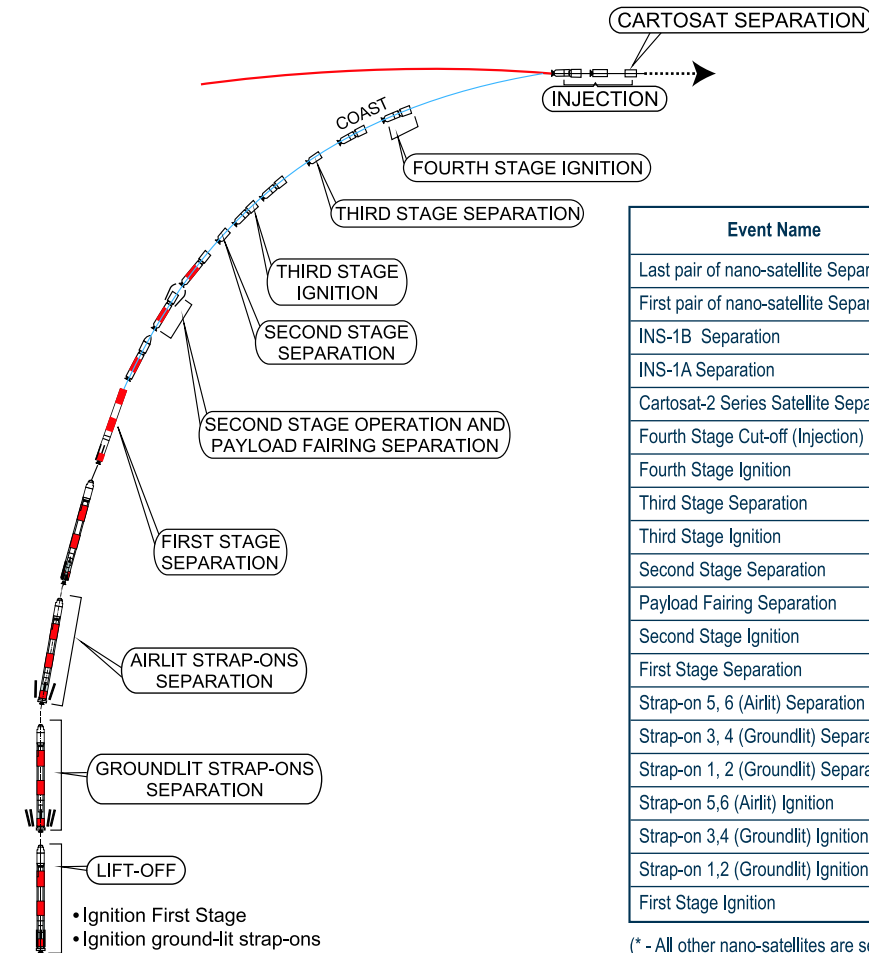 CARTOSAT SEPARATION
INJECTION
COAST
FOURTH STAGE IGNITION
THIRD STAGE SEPARATION
THIRD STAGE
IGNITION
SECOND STAGE
SEPARATION
SECOND STAGE OPERATION AND
PAYLOAD FAIRING SEPARATION
FIRST STAGE
SEPARATION
AIRLIT STRAP-ONS
SEPARATION
GROUNDLIT STRAP-ONS
SEPARATION
LIFT-OFF
• Ignition First Stage
• Ignition ground-lit strap-ons
Event Name
Last pair of nano-satellite Separ
First pair of nano-satellite Separ
INS-1B Separation
INS-1A Separation
Cartosat-2 Series Satellite Sepa
Fourth Stage Cut-off (Injection)
Fourth Stage Ignition
Third Stage Separation
Third Stage Ignition
Second Stage Separation
Payload Fairing Separation
Second Stage Ignition
First Stage Separation
Strap-on 5, 6 (Airlit) Separation
Strap-on 3, 4 (Groundlit) Separa
Strap-on 1, 2 (Groundlit) Separa
Strap-on 5,6 (Airlit) Ignition
Strap-on 3,4 (Groundlit) Ignition
Strap-on 1,2 (Groundlit) Ignition
First Stage Ignition
(* - All other nano-satellites are se